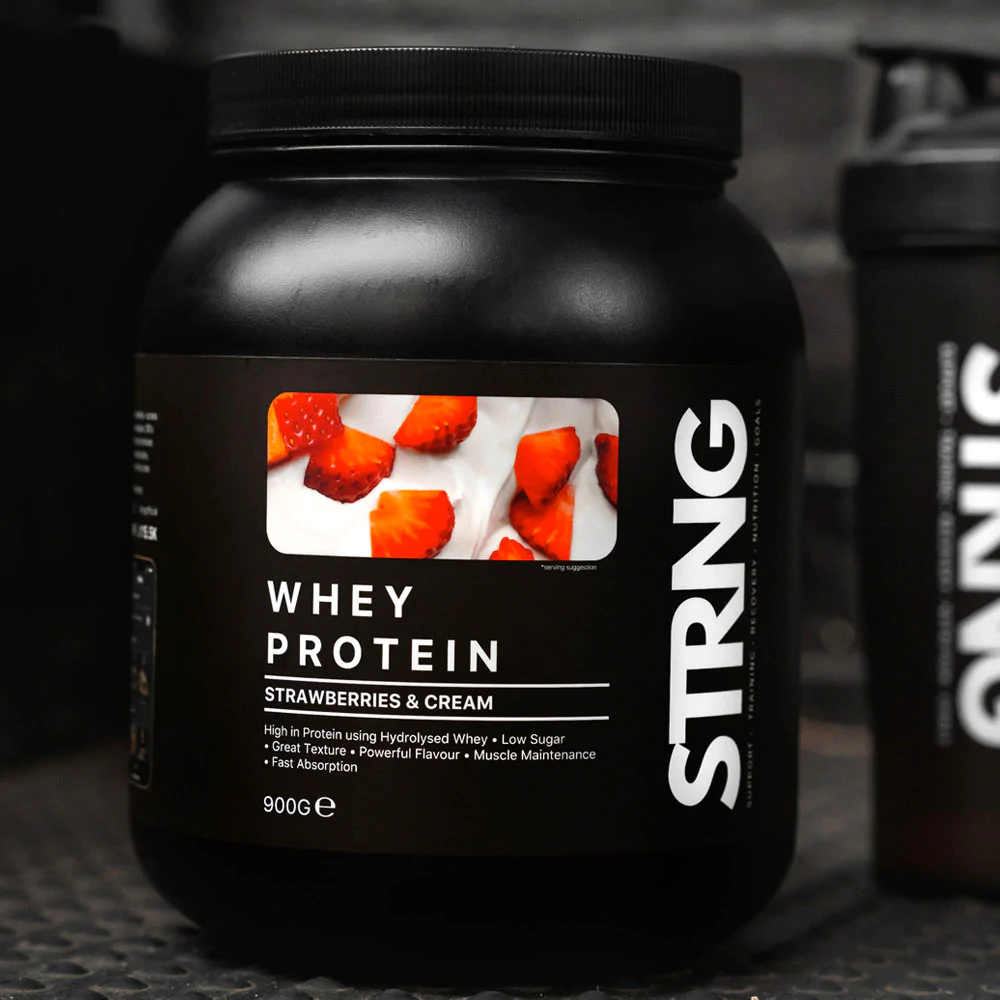 *serving suggestion
WHEY
PROTEIN
STRAWBERRIES & CREAM
High in Protein using Hydrolysed Whey • Low Sugar
• Great Texture • Powerful Flavour • Muscle Maintenance
• Fast Absorption
900G ℮
STRNG
SUPPORT • TRAINING • RECOVERY • NUTRITION • GOALS